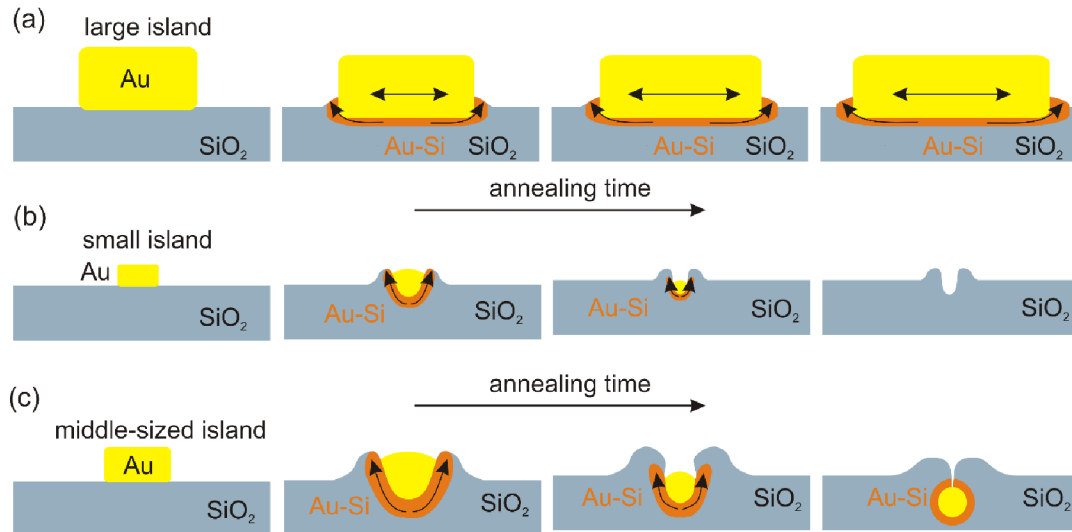 (a)
large island
Au
SiO₂
Au-Si SiO₂
Au-Si SiO₂
Au-Si SiO₂
annealing time
(b)
small island
Au
SiO₂
Au-Si SiO₂
Au-Si SiO₂
SiO₂
annealing time
(c)
middle-sized island
Au
SiO₂
Au-Si SiO₂
Au-Si SiO₂
Au-Si SiO₂